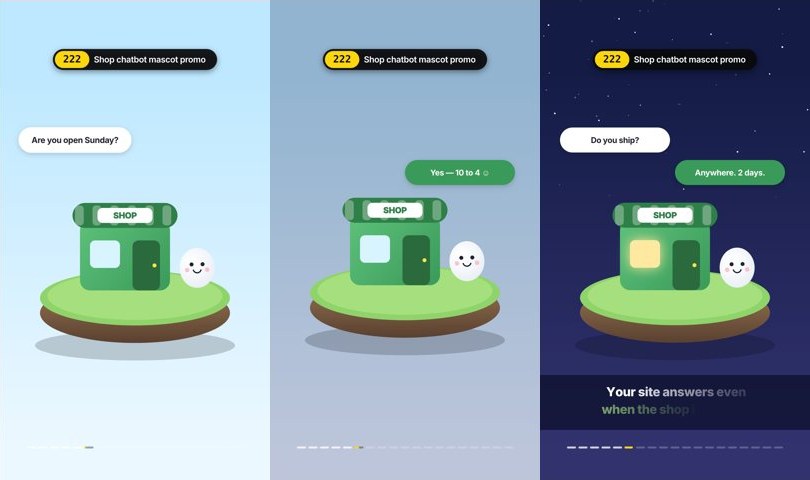 222 Shop chatbot mascot promo
Are you open Sunday?
SHOP
222 Shop chatbot mascot promo
Yes — 10 to 4 ☺
SHOP
222 Shop chatbot mascot promo
Do you ship?
Anywhere. 2 days.
SHOP
Your site answers even
when the shop